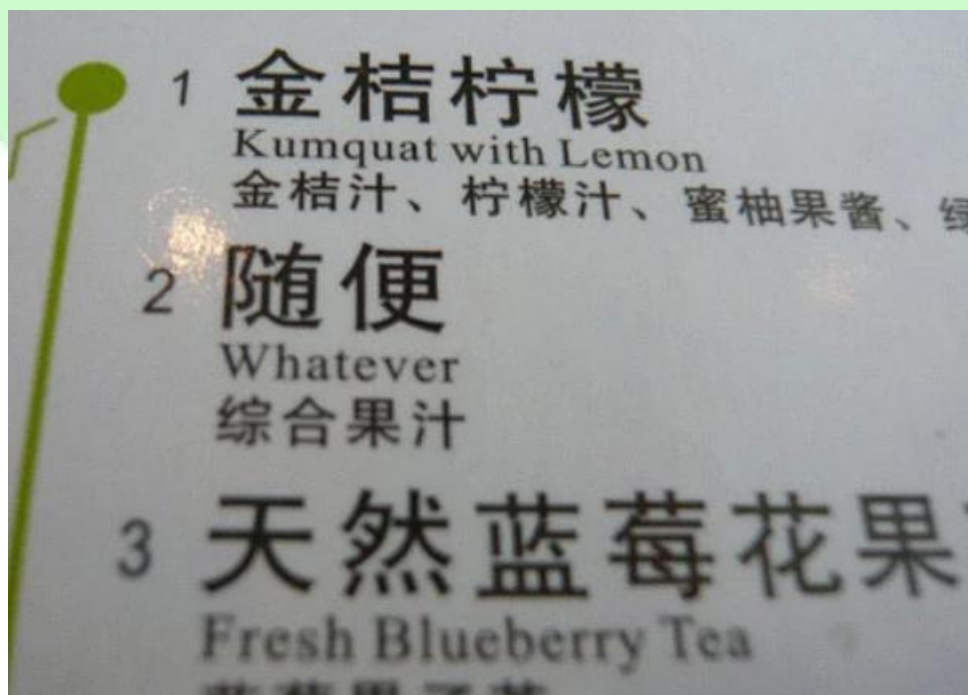 1 金桔柠檬
Kumquat with Lemon
金桔汁、柠檬汁、蜜柚果酱、绿
2 随便
Whatever
综合果汁
3 天然蓝莓花果
Fresh Blueberry Tea